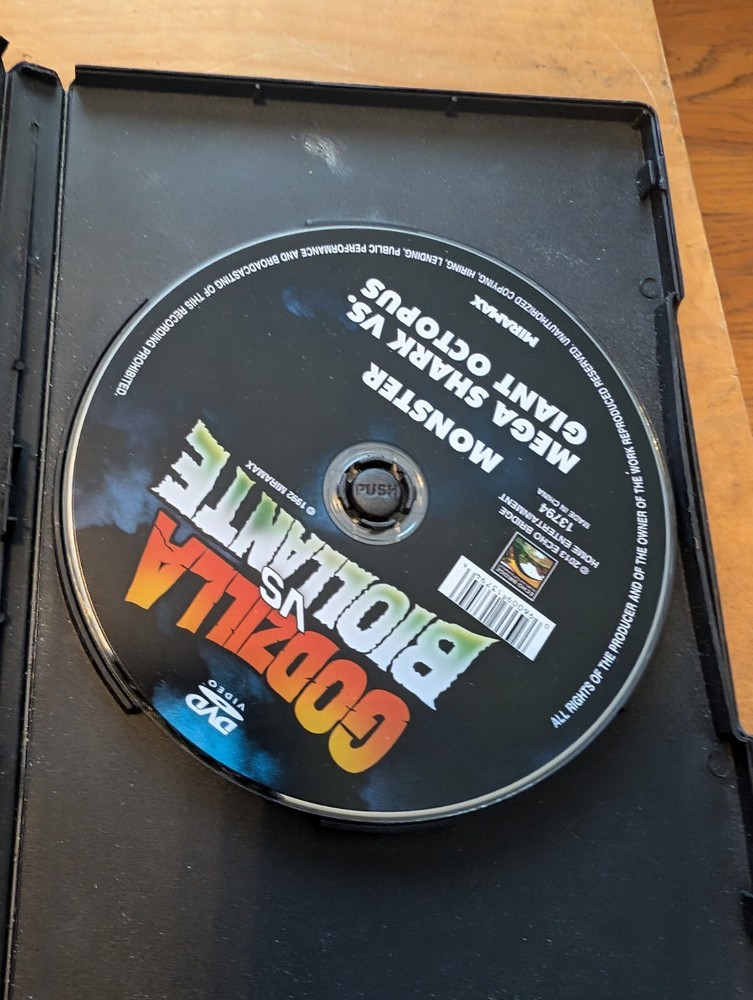 GODZILLA
VS
BIOLLANTE
© 1992 MIRAMAX
DVD
VIDEO
MONSTER
MEGA SHARK VS.
GIANT OCTOPUS
MIRAMAX
© 2013 ECHO BRIDGE
HOME ENTERTAINMENT
13794
MADE IN CHINA
ECHO BRIDGE
PUSH
ALL RIGHTS OF THE PRODUCER AND OF THE OWNER OF THE WORK REPRODUCED RESERVED. UNAUTHORIZED COPYING, HIRING, LENDING, PUBLIC PERFORMANCE AND BROADCASTING OF THIS RECORDING PROHIBITED.